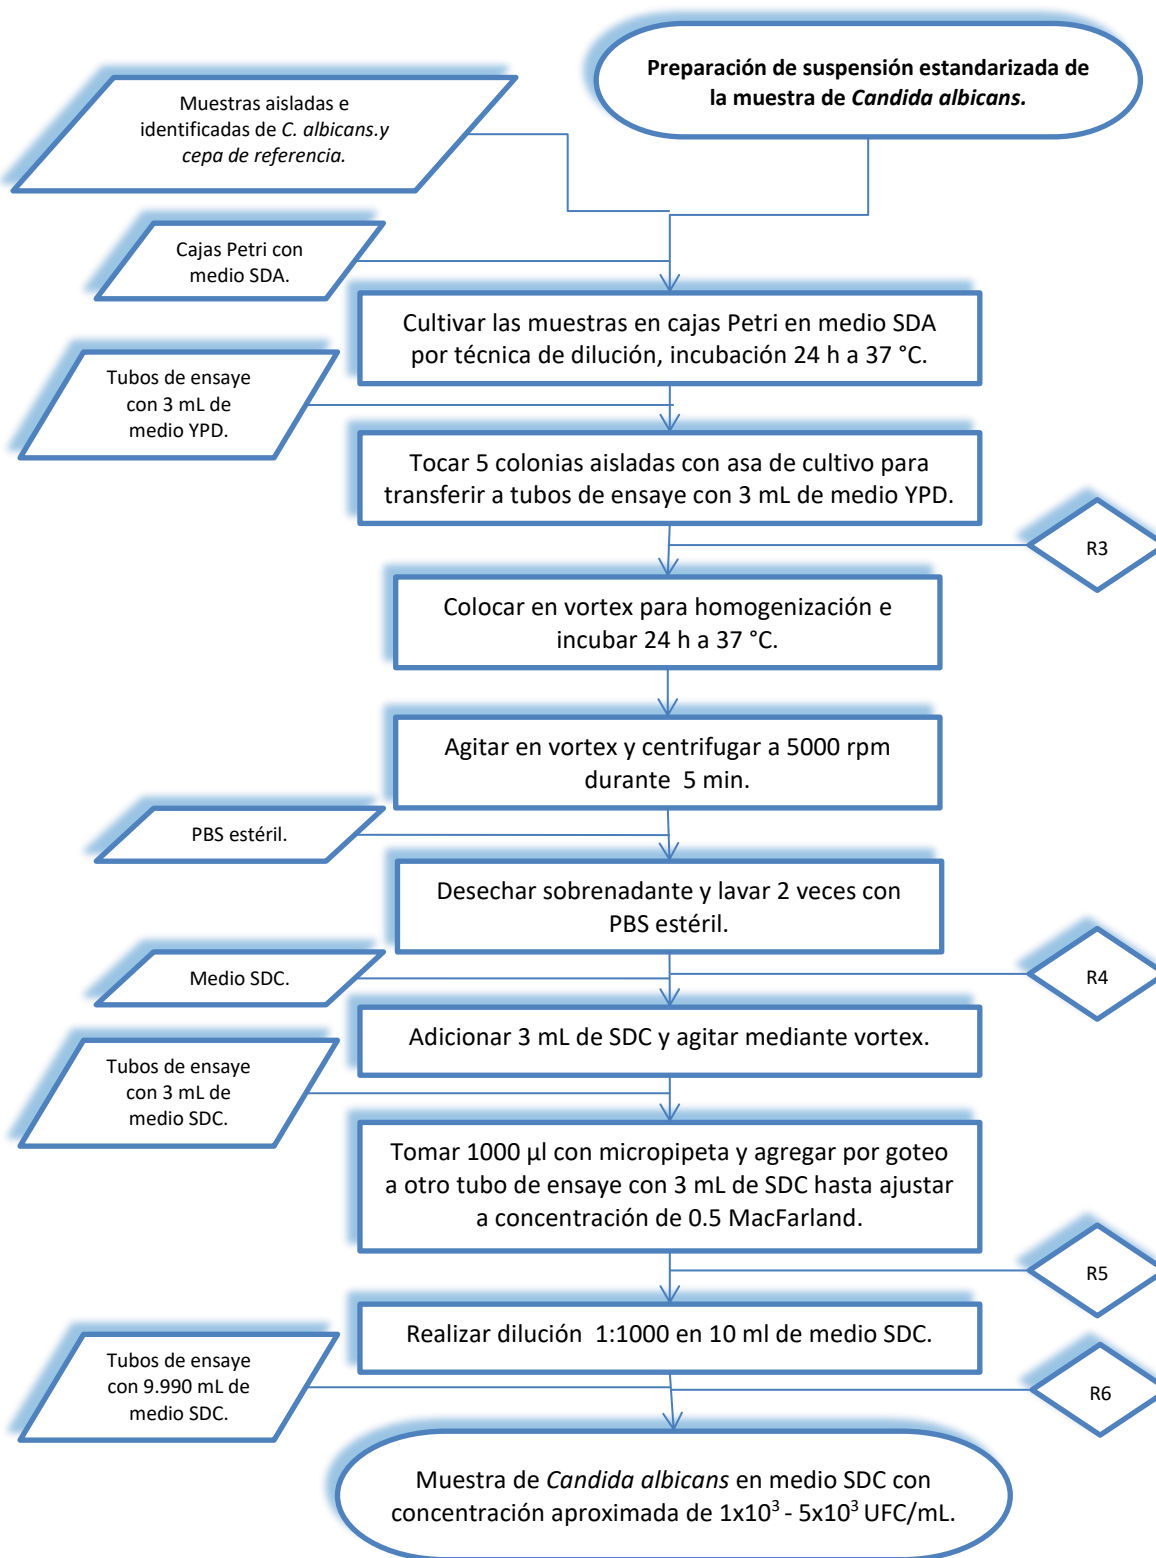 Preparación de suspensión estandarizada de
la muestra de Candida albicans.
Muestras aisladas e
identificadas de C. albicans.y
cepa de referencia.
Cajas Petri con
medio SDA.
Cultivar las muestras en cajas Petri en medio SDA
por técnica de dilución, incubación 24 h a 37 °C.
Tubos de ensaye
con 3 mL de
medio YPD.
Tocar 5 colonias aisladas con asa de cultivo para
transferir a tubos de ensaye con 3 mL de medio YPD.
R3
Colocar en vortex para homogenización e
incubar 24 h a 37 °C.
Agitar en vortex y centrifugar a 5000 rpm
durante 5 min.
PBS estéril.
Desechar sobrenadante y lavar 2 veces con
PBS estéril.
Medio SDC.
R4
Adicionar 3 mL de SDC y agitar mediante vortex.
Tubos de ensaye
con 3 mL de
medio SDC.
Tomar 1000 µl con micropipeta y agregar por goteo
a otro tubo de ensaye con 3 mL de SDC hasta ajustar
a concentración de 0.5 MacFarland.
R5
Realizar dilución 1:1000 en 10 ml de medio SDC.
Tubos de ensaye
con 9.990 mL de
medio SDC.
R6
Muestra de Candida albicans en medio SDC con
concentración aproximada de 1x10³ - 5x10³ UFC/mL.